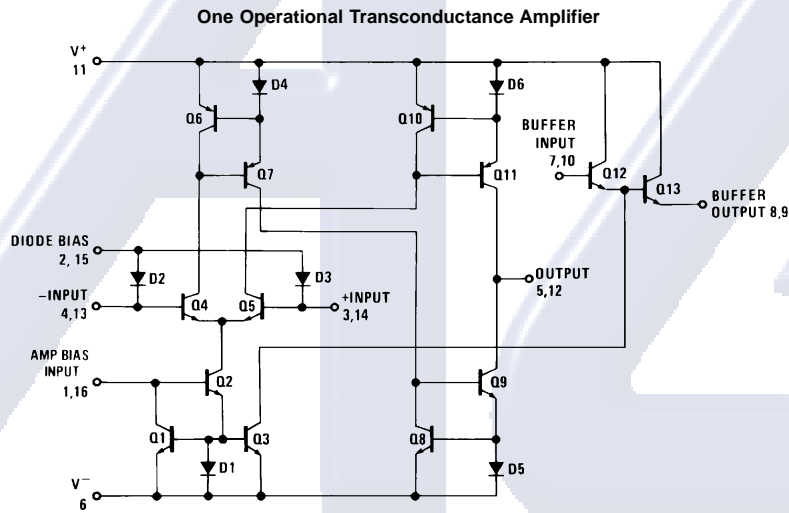 One Operational Transconductance Amplifier
V+
11
D4
D6
Q6
Q10
BUFFER
INPUT
7,10
Q7
Q11
Q12
Q13
BUFFER
OUTPUT 8,9
DIODE BIAS
2, 15
D2
D3
–INPUT
4,13
Q4
Q5
+INPUT
3,14
OUTPUT
5,12
AMP BIAS
INPUT
1,16
Q2
Q9
Q1
Q3
Q8
D1
D5
V–
6